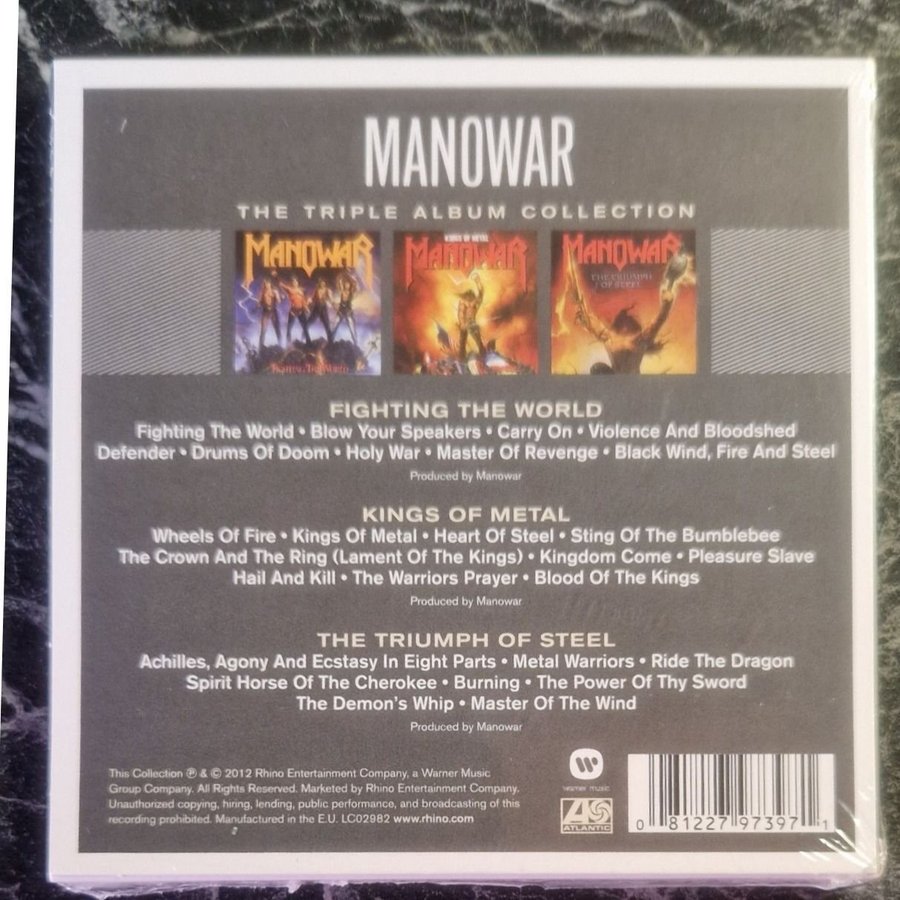 MANOWAR
THE TRIPLE ALBUM COLLECTION
MANOWAR
FIGHTING THE WORLD
KINGS OF METAL
MANOWAR
MANOWAR
THE TRIUMPH
OF STEEL
FIGHTING THE WORLD
Fighting The World • Blow Your Speakers • Carry On • Violence And Bloodshed
Defender • Drums Of Doom • Holy War • Master Of Revenge • Black Wind, Fire And Steel
Produced by Manowar
KINGS OF METAL
Wheels Of Fire • Kings Of Metal • Heart Of Steel • Sting Of The Bumblebee
The Crown And The Ring (Lament Of The Kings) • Kingdom Come • Pleasure Slave
Hail And Kill • The Warriors Prayer • Blood Of The Kings
Produced by Manowar
THE TRIUMPH OF STEEL
Achilles, Agony And Ecstasy In Eight Parts • Metal Warriors • Ride The Dragon
Spirit Horse Of The Cherokee • Burning • The Power Of Thy Sword
The Demon's Whip • Master Of The Wind
Produced by Manowar
This Collection ℗ & © 2012 Rhino Entertainment Company, a Warner Music
Group Company. All Rights Reserved. Marketed by Rhino Entertainment Company.
Unauthorized copying, hiring, lending, public performance, and broadcasting of this
recording prohibited. Manufactured in the E.U. LC02982 www.rhino.com
warner music
ATLANTIC
0 81227 97397 1